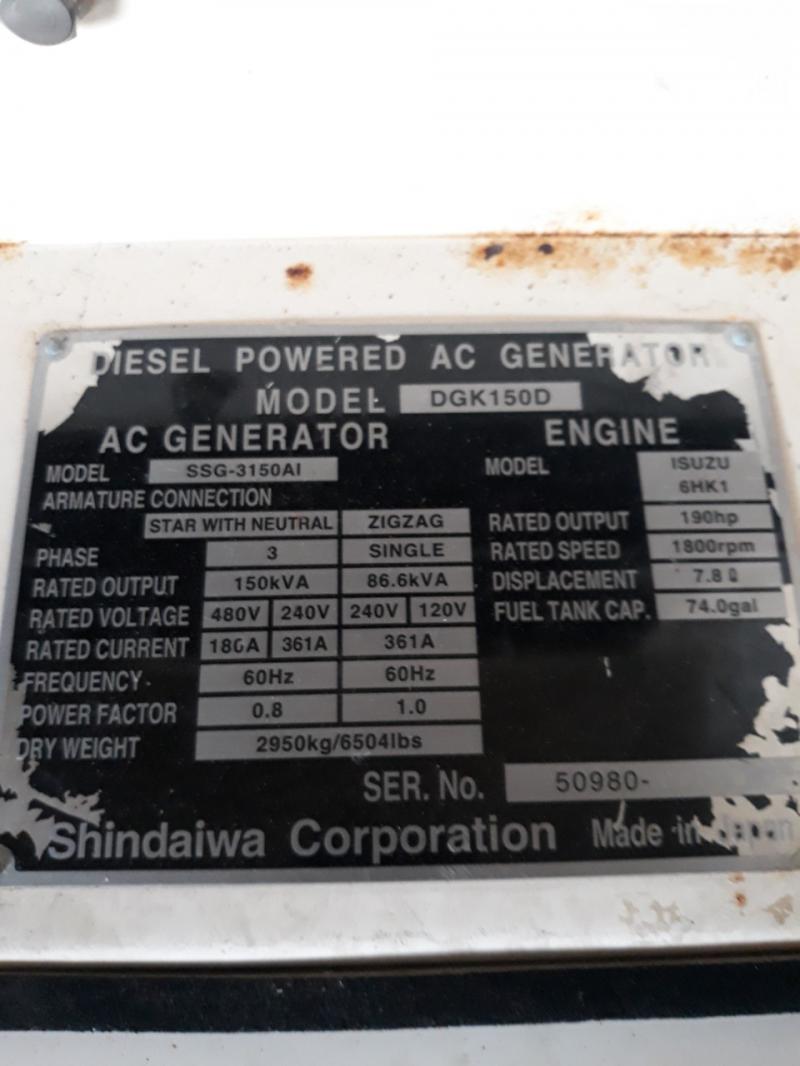 DIESEL POWERED AC GENERATOR
MODEL DGK150D
AC GENERATOR
MODEL SSG-3150AI
ARMATURE CONNECTION
STAR WITH NEUTRAL ZIGZAG
PHASE 3 SINGLE
RATED OUTPUT 150kVA 86.6kVA
RATED VOLTAGE 480V 240V 240V 120V
RATED CURRENT 180A 361A 361A
FREQUENCY 60Hz 60Hz
POWER FACTOR 0.8 1.0
DRY WEIGHT 2950kg/6504lbs
ENGINE
MODEL ISUZU
6HK1
RATED OUTPUT 190hp
RATED SPEED 1800rpm
DISPLACEMENT 7.8ℓ
FUEL TANK CAP. 74.0gal
SER. No. 50980-
Shindaiwa Corporation Made in Japan